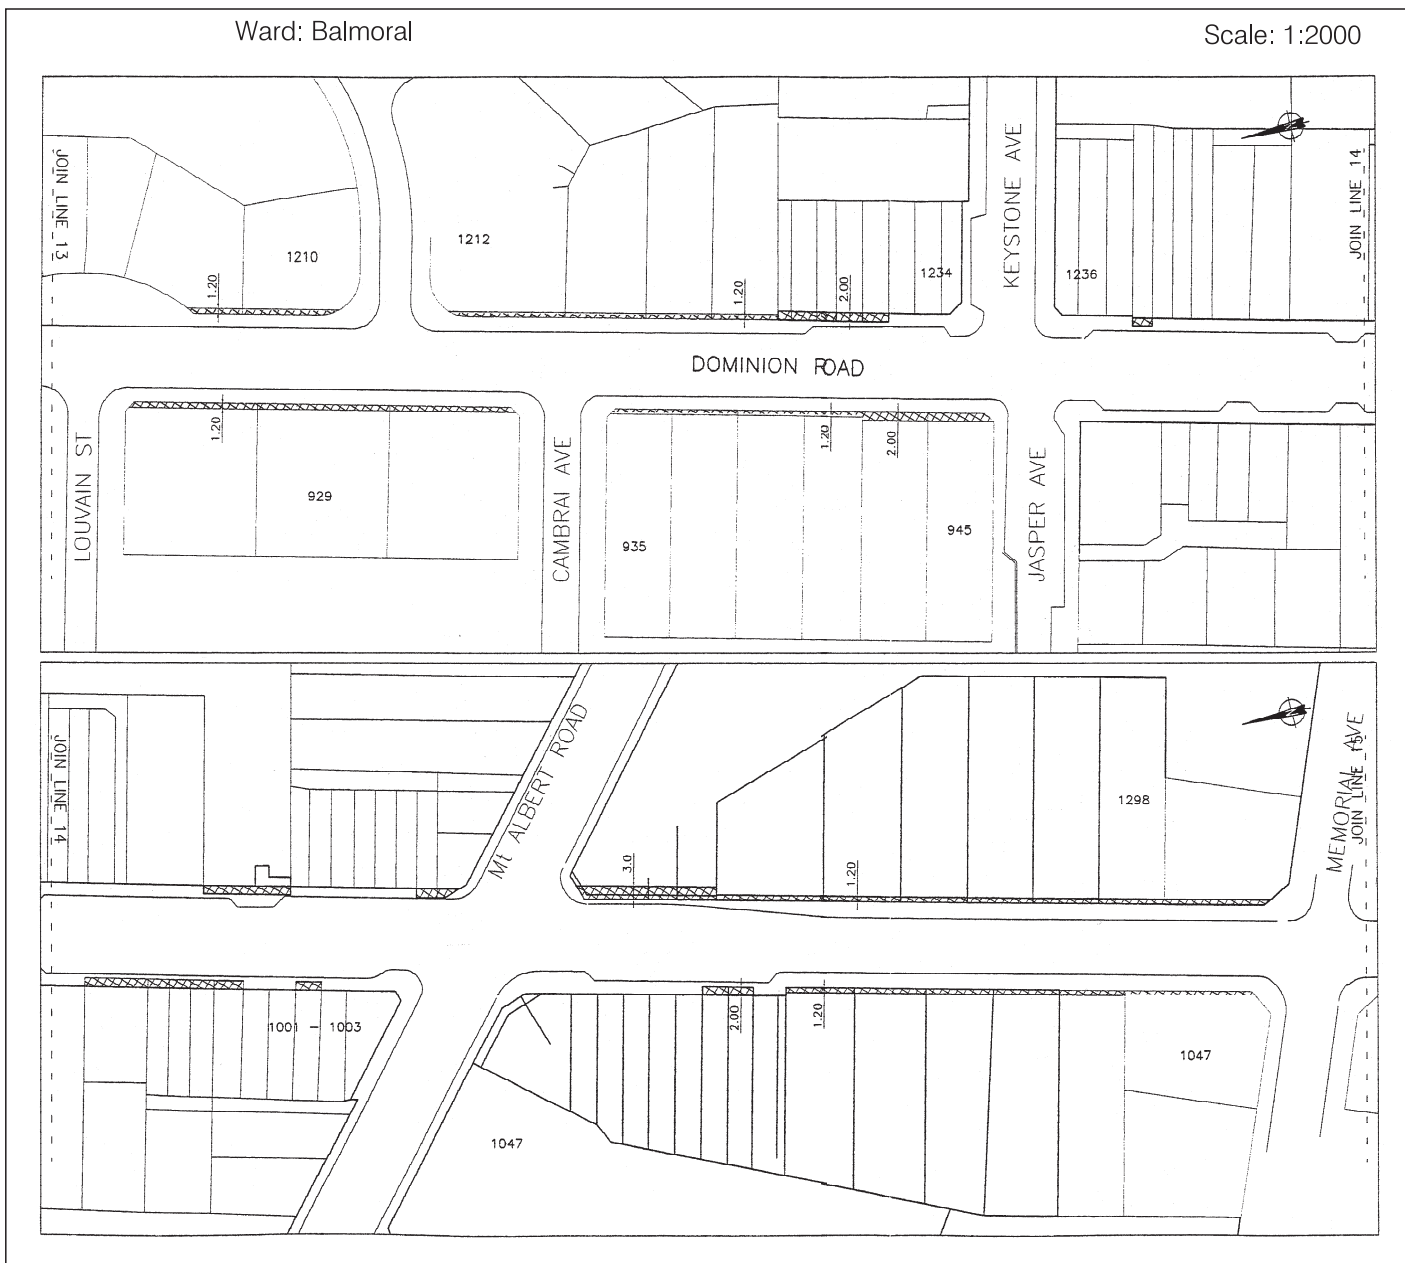 Ward: Balmoral
Scale: 1:2000
JOIN LINE 13
1210
1.20
1212
1.20
2.00
1234
KEYSTONE AVE
1236
JOIN LINE 14
DOMINION ROAD
LOUVAIN ST
1.20
929
CAMBRAI AVE
935
1.20
2.00
945
JASPER AVE
JOIN LINE 14
Mt ALBERT ROAD
3.0
1.20
1298
MEMORIAL AVE
JOIN LINE 15
1001 - 1003
2.00
1.20
1047
1047